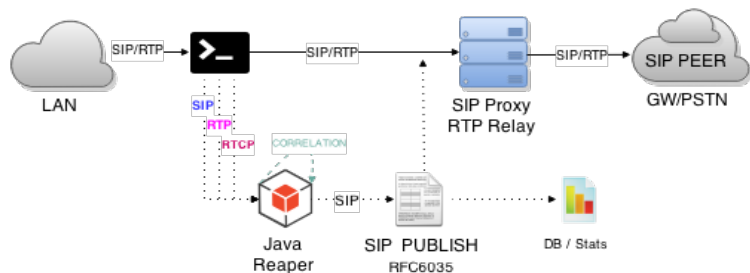 SIP/RTP
>_
SIP/RTP
SIP/RTP
SIP PEER
LAN
SIP Proxy
RTP Relay
GW/PSTN
SIP
RTP
RTCP
CORRELATION
SIP
Java
Reaper
SIP PUBLISH
RFC6035
DB / Stats